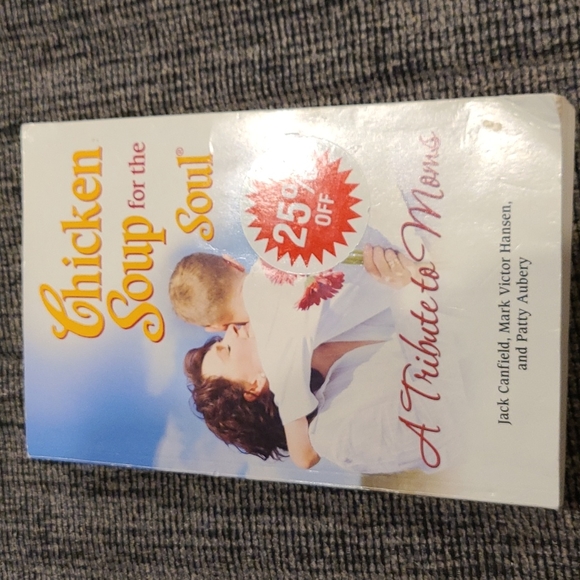 Chicken
Soup for the
Soul®
25%
OFF
A Tribute to Moms
Jack Canfield, Mark Victor Hansen,
and Patty Aubery